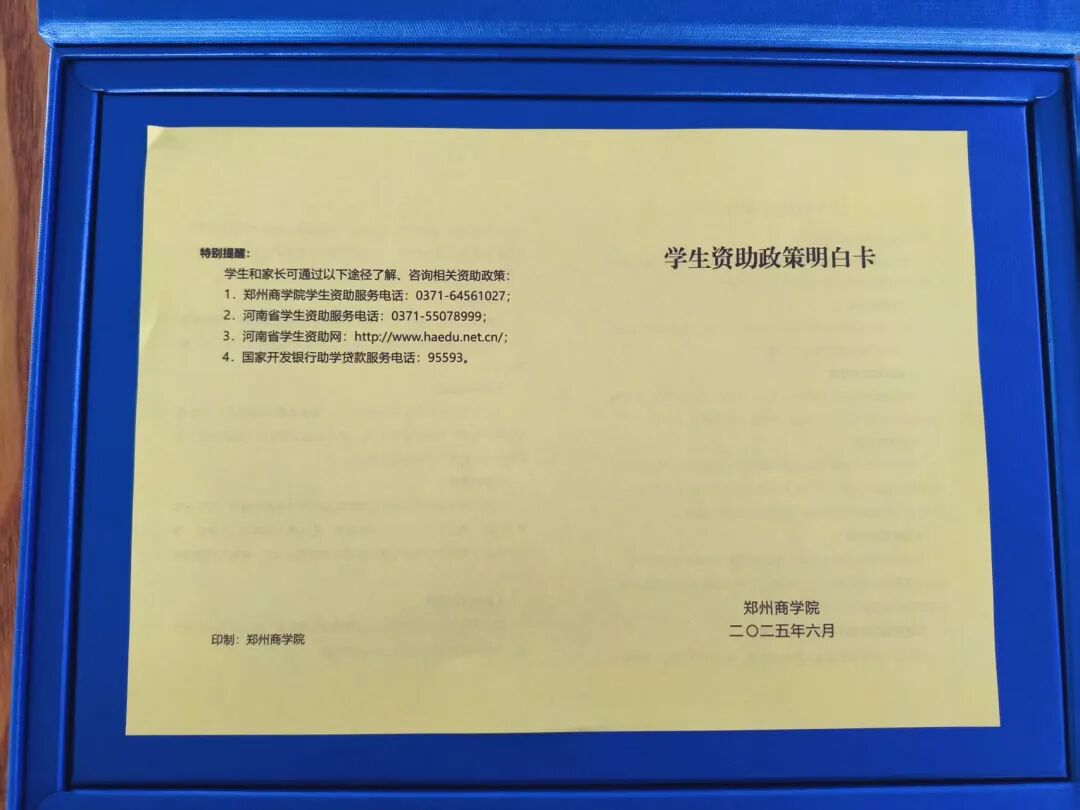 特别提醒：
学生和家长可通过以下途径了解、咨询相关资助政策：
1. 郑州商学院学生资助服务电话：0371-64561027；
2. 河南省学生资助服务电话：0371-55078999；
3. 河南省学生资助网：http://www.haedu.net.cn/；
4. 国家开发银行助学贷款服务电话：95593。
印制：郑州商学院
学生资助政策明白卡
郑州商学院
二〇二五年六月